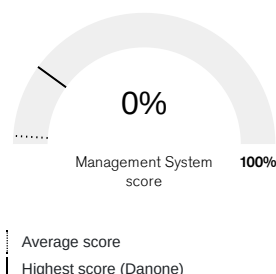 0%
Management System
score
100%
Average score
Highest score (Danone)